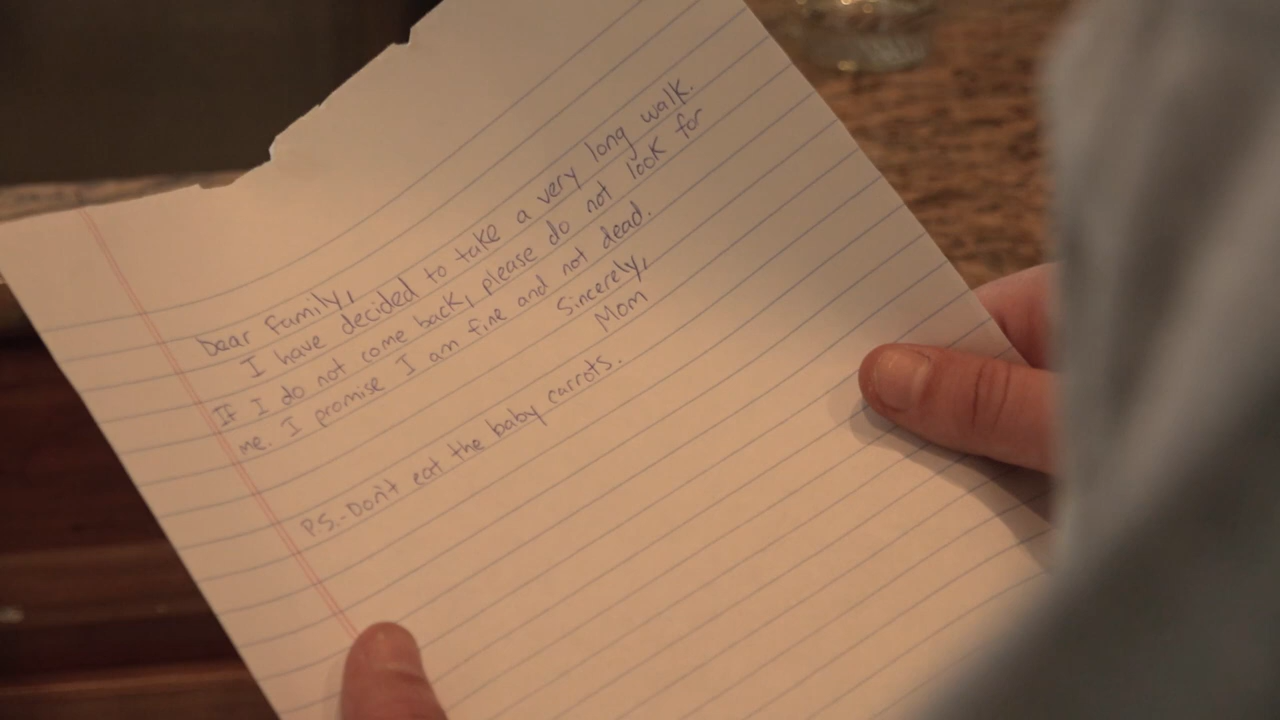 Dear Family,
I have decided to take a very long walk.
If I do not come back, please do not look for
me. I promise I am fine and not dead.
Sincerely,
Mom
P.S.-Don't eat the baby carrots.